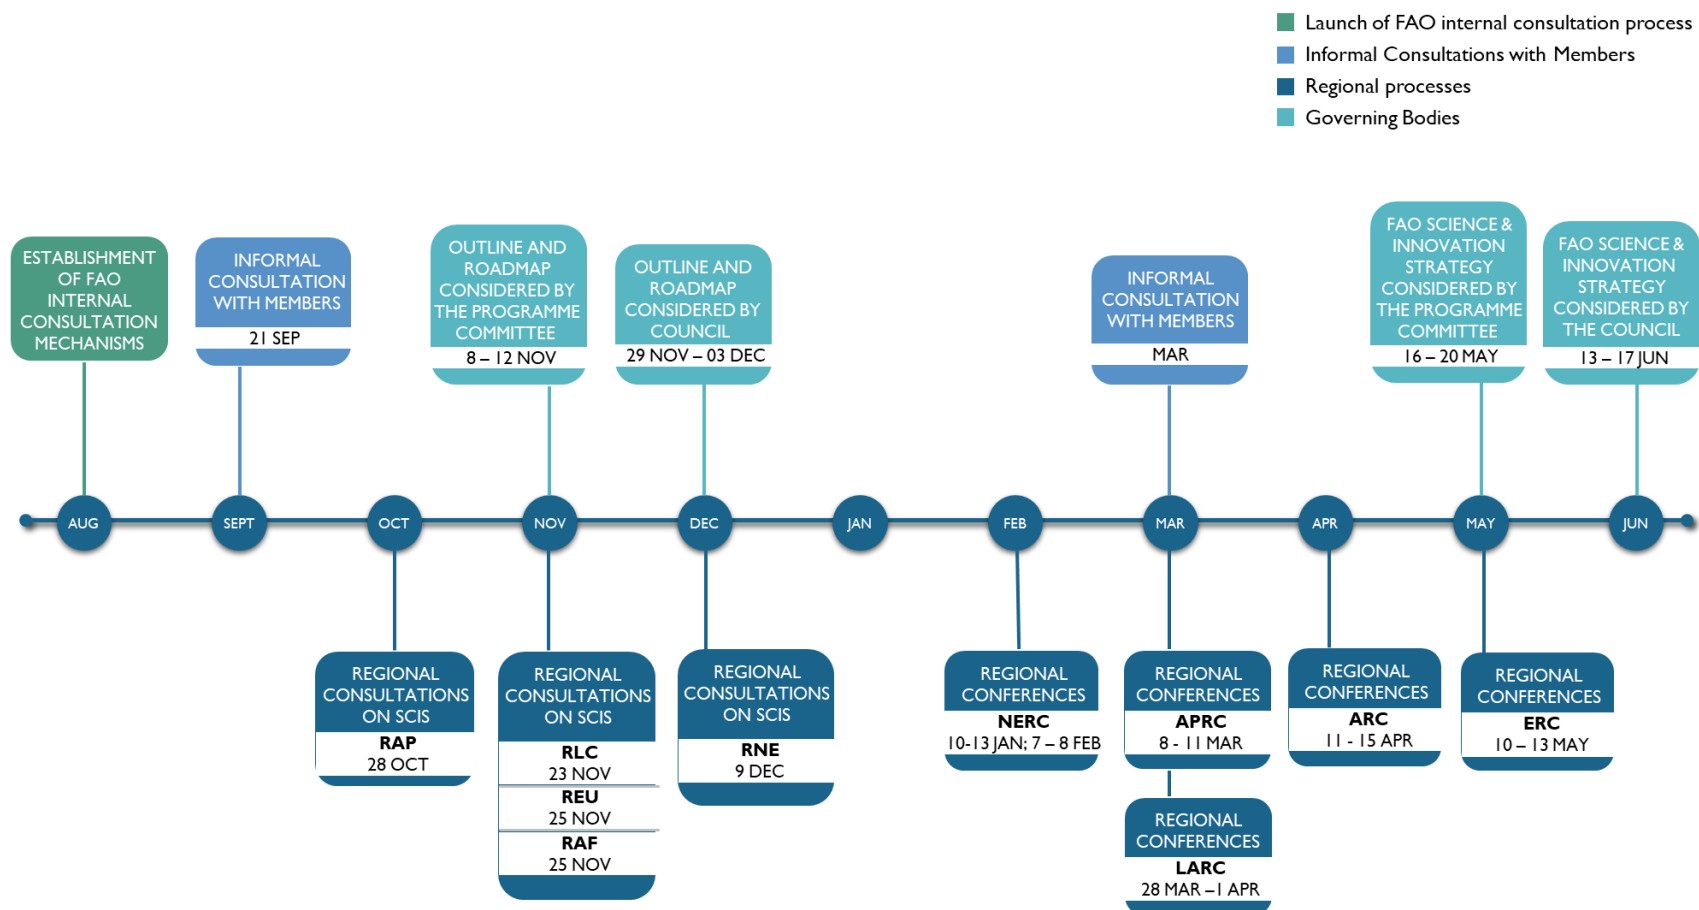 Launch of FAO internal consultation process
Informal Consultations with Members
Regional processes
Governing Bodies
ESTABLISHMENT
OF FAO
INTERNAL
CONSULTATION
MECHANISMS
INFORMAL
CONSULTATION
WITH MEMBERS
21 SEP
OUTLINE AND
ROADMAP
CONSIDERED BY
THE PROGRAMME
COMMITTEE
8 – 12 NOV
OUTLINE AND
ROADMAP
CONSIDERED BY
COUNCIL
29 NOV – 03 DEC
INFORMAL
CONSULTATION
WITH MEMBERS
MAR
FAO SCIENCE &
INNOVATION
STRATEGY
CONSIDERED BY
THE PROGRAMME
COMMITTEE
16 – 20 MAY
FAO SCIENCE &
INNOVATION
STRATEGY
CONSIDERED BY
THE COUNCIL
13 – 17 JUN
AUG
SEPT
OCT
NOV
DEC
JAN
FEB
MAR
APR
MAY
JUN
REGIONAL
CONSULTATIONS
ON SCIS
RAP
28 OCT
REGIONAL
CONSULTATIONS
ON SCIS
RLC
23 NOV
REU
25 NOV
RAF
25 NOV
REGIONAL
CONSULTATIONS
ON SCIS
RNE
9 DEC
REGIONAL
CONFERENCES
NERC
10-13 JAN; 7 – 8 FEB
REGIONAL
CONFERENCES
APRC
8 - 11 MAR
REGIONAL
CONFERENCES
LARC
28 MAR –1 APR
REGIONAL
CONFERENCES
ARC
11 - 15 APR
REGIONAL
CONFERENCES
ERC
10 – 13 MAY